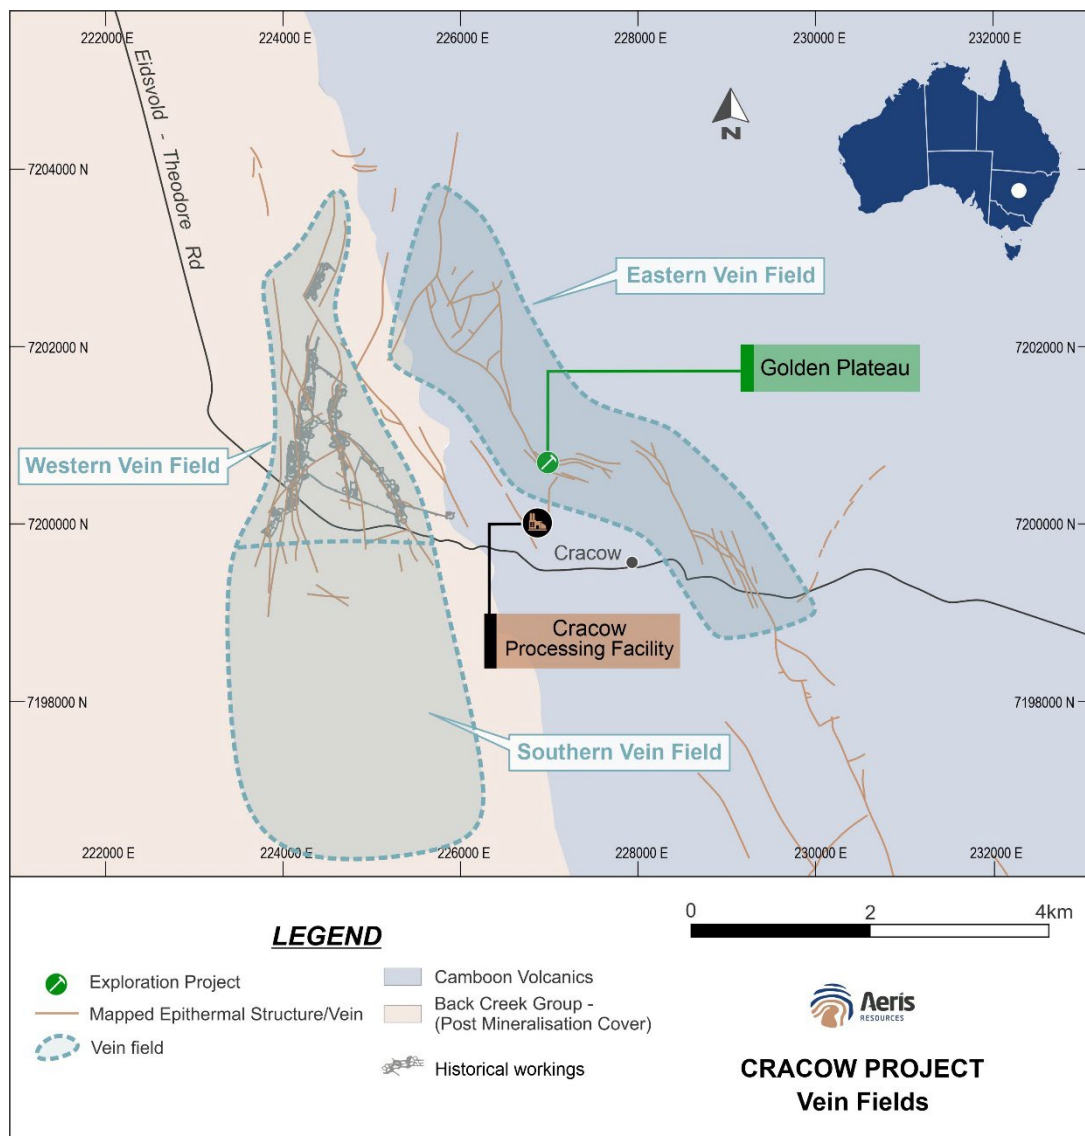 222000 E
224000 E
226000 E
228000 E
230000 E
232000 E
Eidsvold - Theodore Rd
N
7204000 N
7204000 N
Eastern Vein Field
7202000 N
7202000 N
Golden Plateau
Western Vein Field
7200000 N
7200000 N
Cracow
Cracow
Processing Facility
7198000 N
7198000 N
Southern Vein Field
222000 E
224000 E
226000 E
228000 E
230000 E
232000 E
LEGEND
Exploration Project
Mapped Epithermal Structure/Vein
Vein field
Camboon Volcanics
Back Creek Group -
(Post Mineralisation Cover)
Historical workings
0 2 4km
Aeris
RESOURCES
CRACOW PROJECT
Vein Fields